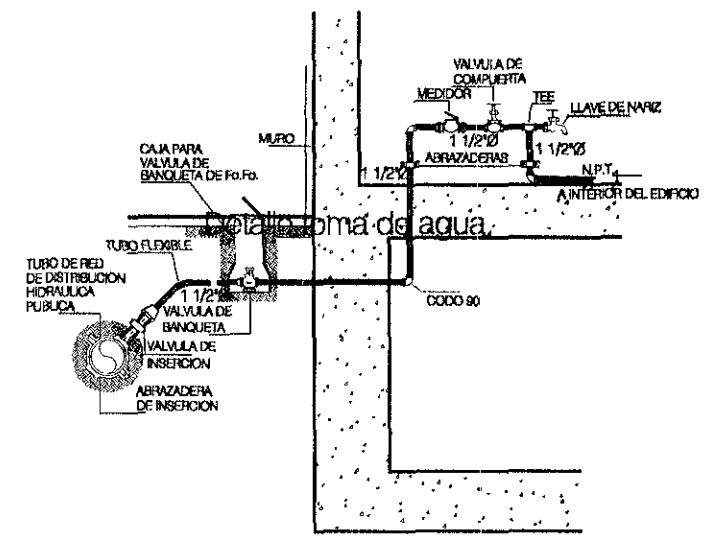 VALVULA DE
COMPUERTA
MEDIDOR
TEE
LLAVE DE NARIZ
1 1/2"Ø
1 1/2"Ø
MURO
ABRAZADERAS
1 1/2"Ø
N.P.T.
A INTERIOR DEL EDIFICIO
CAJA PARA
VALVULA DE
BANQUETA DE Fo.Fo.
Detalle toma de agua.
TUBO FLEXIBLE
TUBO DE RED
DE DISTRIBUCION
HIDRAULICA
PUBLICA
1 1/2"Ø
VALVULA DE
BANQUETA
CODO 90
VALVULA DE
INSERCION
ABRAZADERA
DE INSERCION